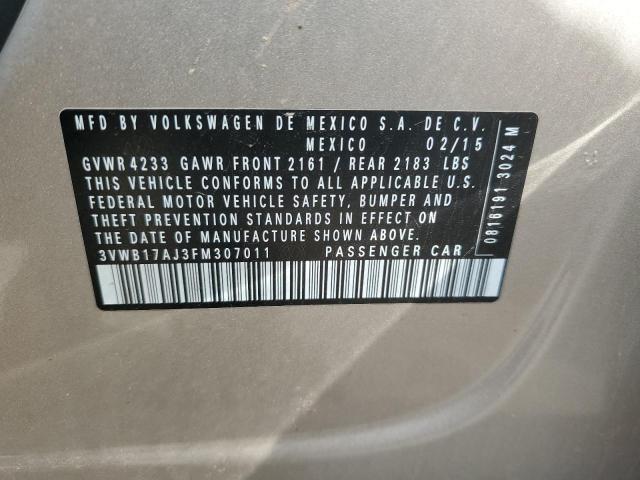 MFD BY VOLKSWAGEN DE MEXICO S.A. DE C.V.
MEXICO 02/15
GVWR 4233 GAWR FRONT 2161 / REAR 2183 LBS
THIS VEHICLE CONFORMS TO ALL APPLICABLE U.S.
FEDERAL MOTOR VEHICLE SAFETY, BUMPER AND
THEFT PREVENTION STANDARDS IN EFFECT ON
THE DATE OF MANUFACTURE SHOWN ABOVE
3VWB17AJ3FM307011 PASSENGER CAR
0816191 3024 M